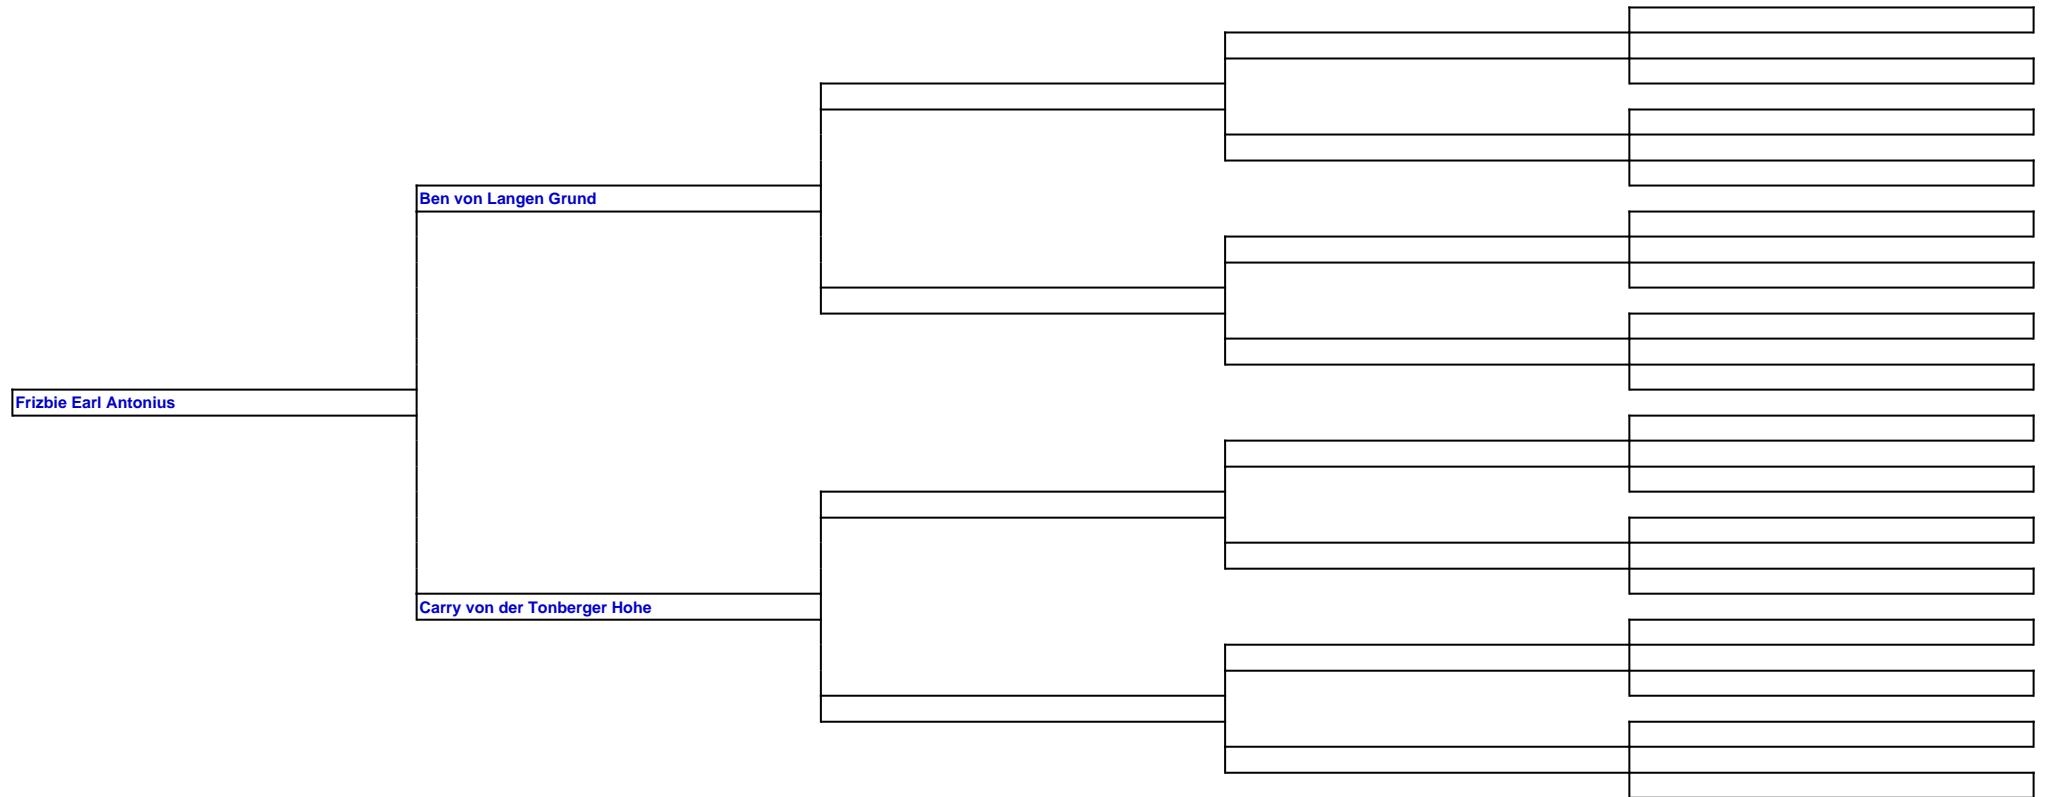 Ben von Langen Grund
Frizbie Earl Antonius
Carry von der Tonberger Hohe